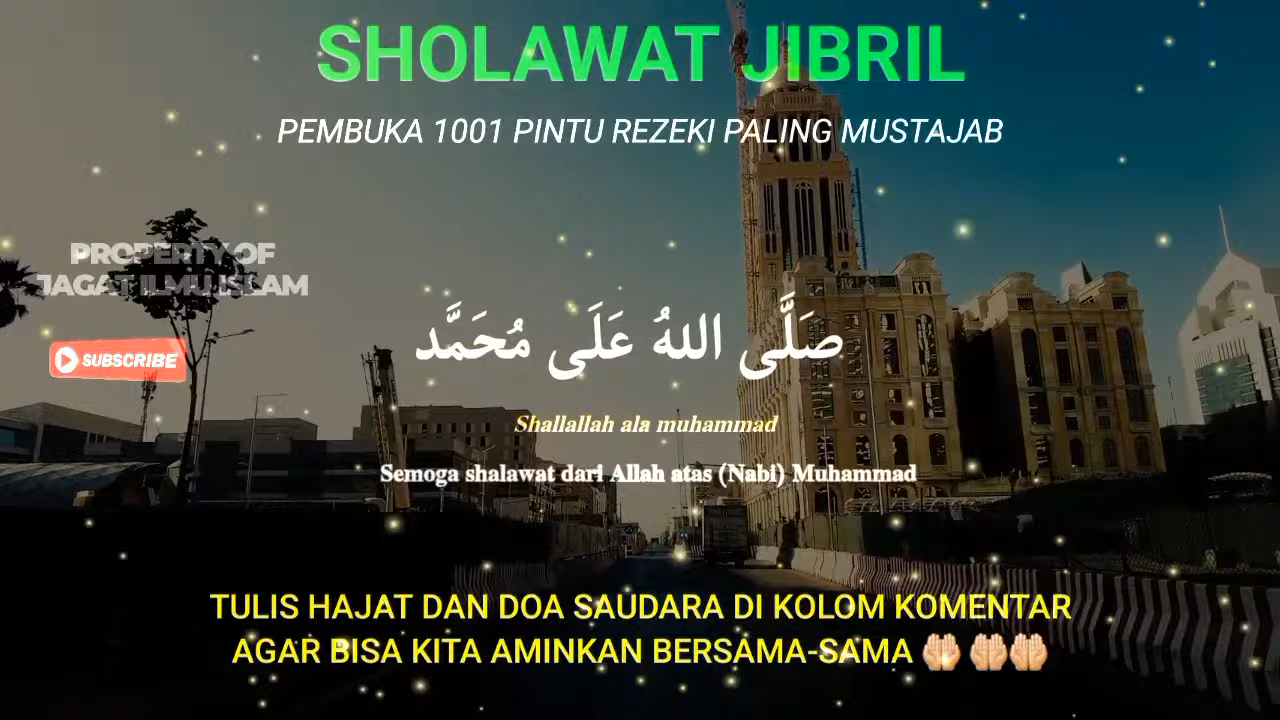 SHOLAWAT JIBRIL
PEMBUKA 1001 PINTU REZEKI PALING MUSTAJAB
PROPERTY OF
JAGAT ILMU ISLAM
صَلَّى اللهُ عَلَى مُحَمَّد
SUBSCRIBE
Shallallah ala muhammad
Semoga shalawat dari Allah atas (Nabi) Muhammad
TULIS HAJAT DAN DOA SAUDARA DI KOLOM KOMENTAR
AGAR BISA KITA AMINKAN BERSAMA-SAMA 🤲🏻 🤲🏻🤲🏻